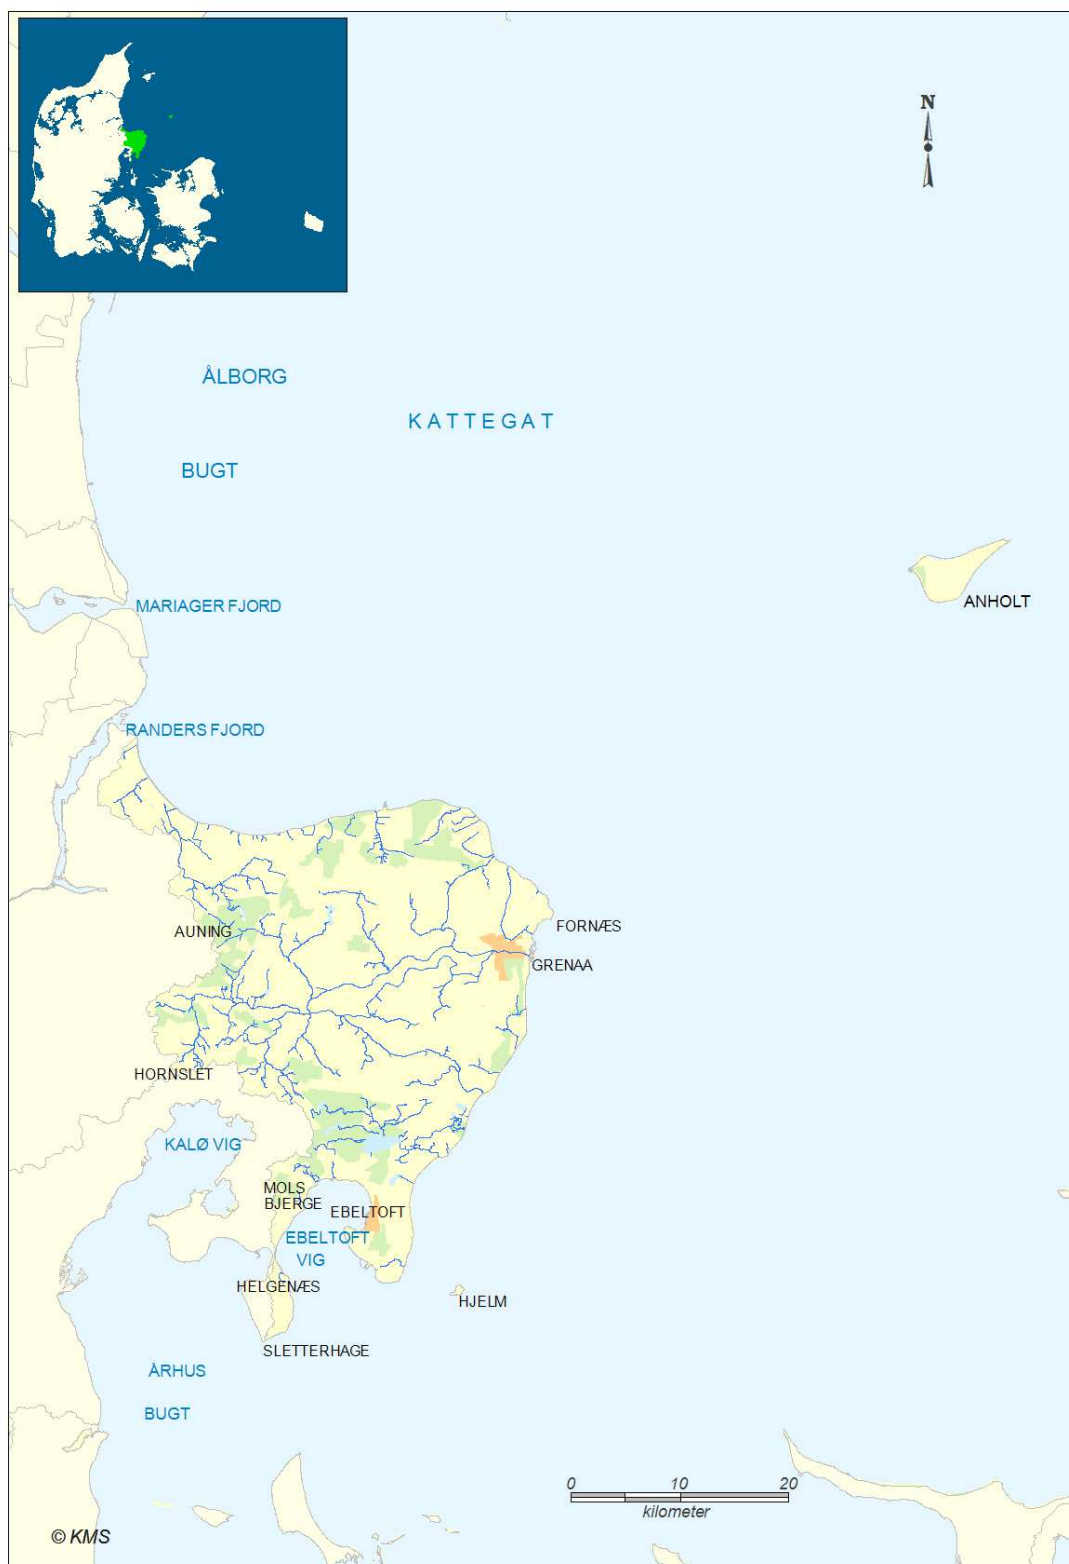 N
ÅLBORG
KATTEGAT
BUGT
ANHOLT
MARIAGER FJORD
RANDERS FJORD
FORNÆS
AUNING
GRENAA
HORNSLET
KALØ VIG
MOLS
BJERGE
EBELTOFT
EBELTOFT
VIG
HELGENÆS
HJELM
SLETTERHAGE
ÅRHUS
BUGT
0 10 20
kilometer
© KMS